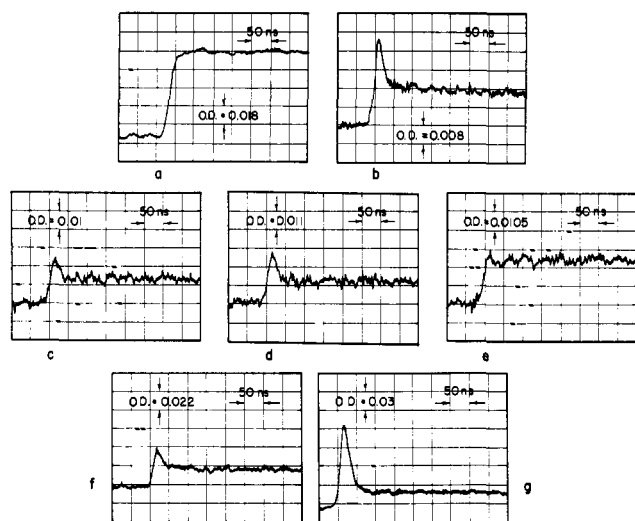 50 ns
O.D. = 0.018
a
50 ns
O.D. = 0.008
b
O.D. = 0.01
50 ns
c
O.D. = 0.011
50 ns
d
O.D. = 0.0105
50 ns
e
O.D. = 0.022
50 ns
f
O.D. = 0.03
50 ns
g